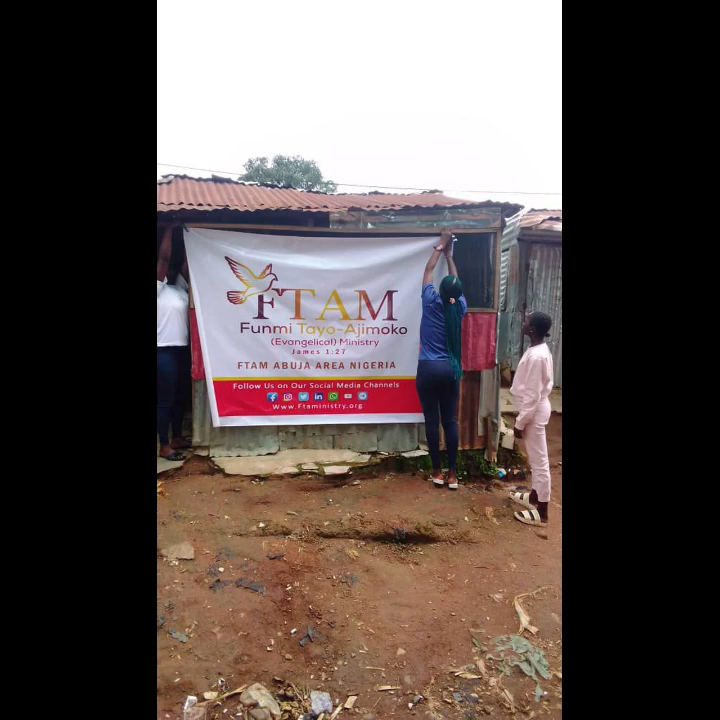 FTAM
Funmi Tayo-Ajimoko
(Evangelical) Ministry
James 1:27
FTAM ABUJA AREA NIGERIA
Follow Us on Our Social Media Channels
Www.Ftaministry.org